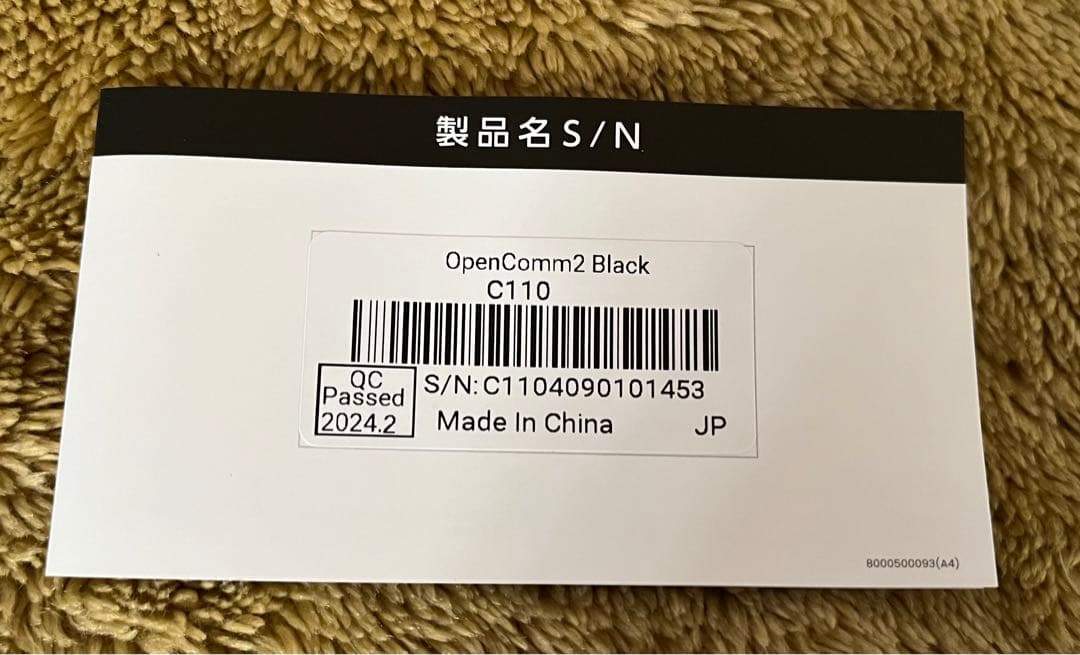 製品名S/N
OpenComm2 Black
C110
QC
Passed
2024.2
S/N:C1104090101453
Made In China
JP
8000500093(A4)